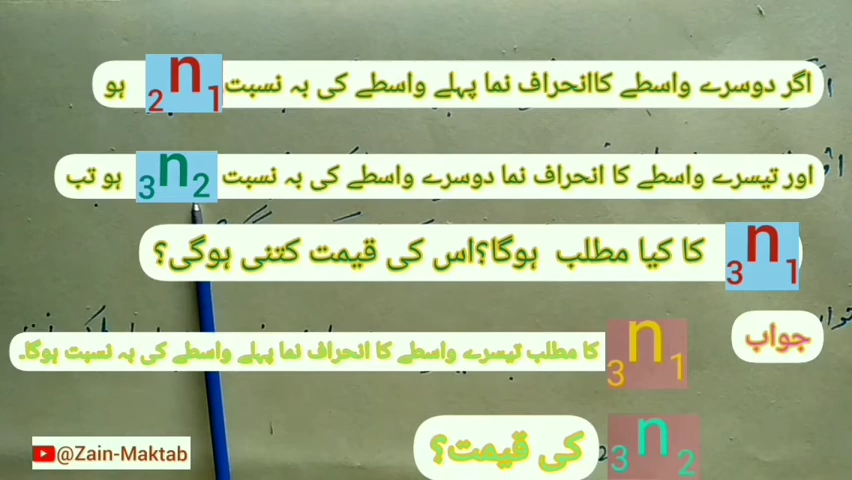 اگر دوسرے واسطے کاانحراف نما پہلے واسطے کی بہ نسبت ₂n₁ ہو
اور تیسرے واسطے کا انحراف نما دوسرے واسطے کی بہ نسبت ₃n₂ ہو تب
₃n₁ کا کیا مطلب ہوگا؟اس کی قیمت کتنی ہوگی؟
جواب
₃n₁ کا مطلب تیسرے واسطے کا انحراف نما پہلے واسطے کی بہ نسبت ہوگا۔
₃n₂ کی قیمت؟
@Zain-Maktab